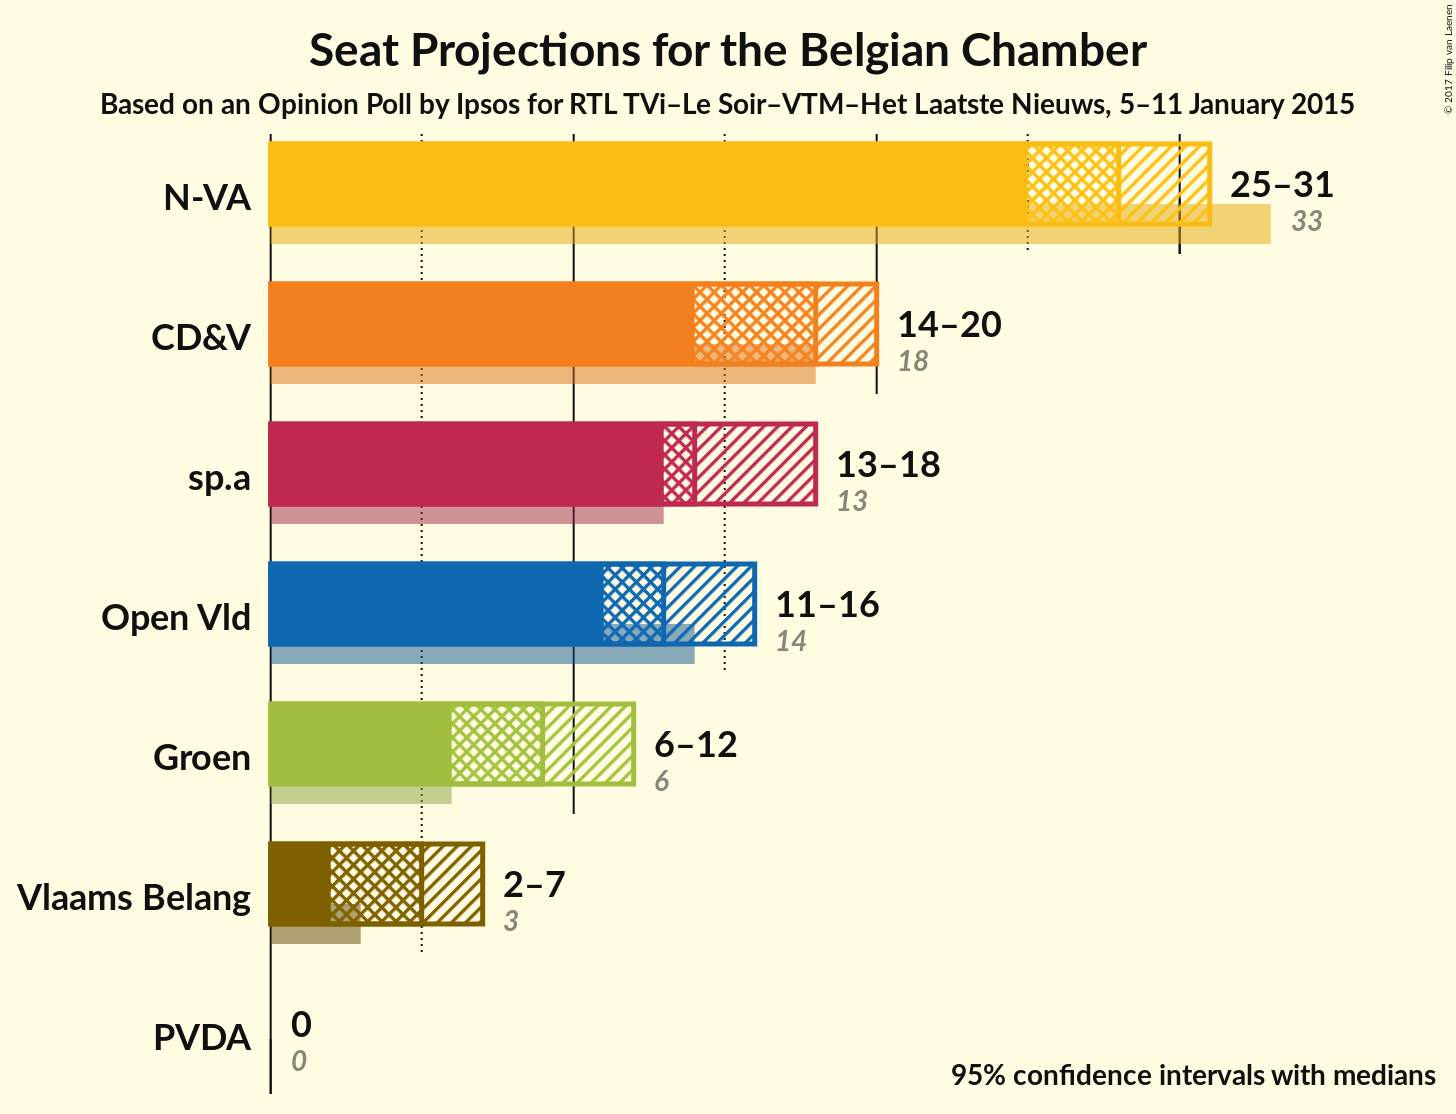 Seat Projections for the Belgian Chamber
Based on an Opinion Poll by Ipsos for RTL TVi–Le Soir–VTM–Het Laatste Nieuws, 5–11 January 2015
© 2017 Filip van Laenen
N-VA
25–31
33
CD&V
14–20
18
sp.a
13–18
13
Open Vld
11–16
14
Groen
6–12
6
Vlaams Belang
2–7
3
PVDA
0
0
95% confidence intervals with medians